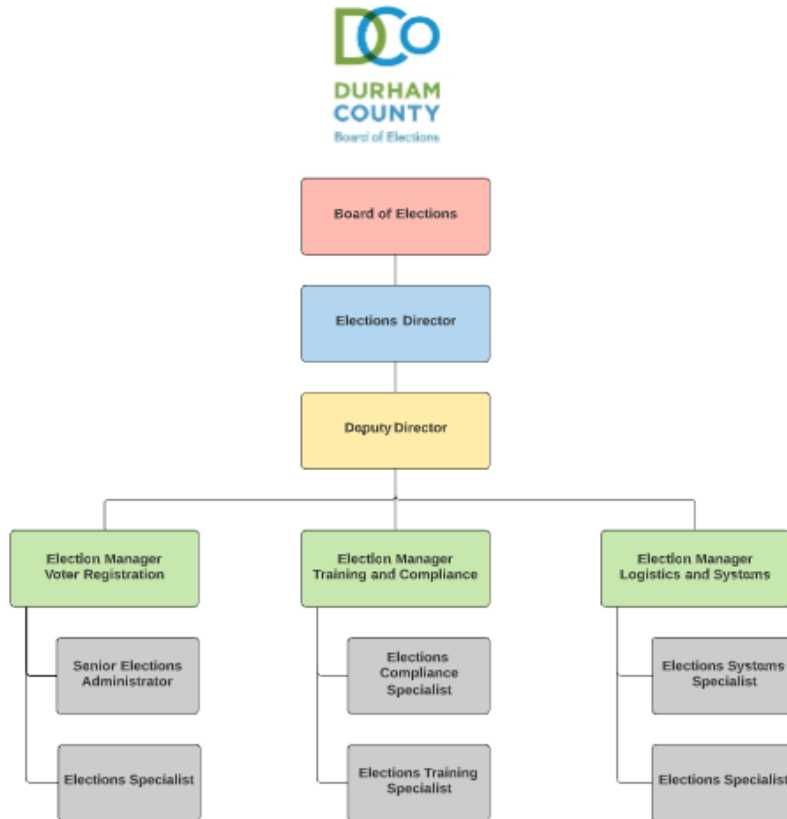 DCo
DURHAM
COUNTY
Board of Elections
Board of Elections
Elections Director
Deputy Director
Election Manager
Voter Registration
Election Manager
Training and Compliance
Election Manager
Logistics and Systems
Senior Elections
Administrator
Elections
Compliance
Specialist
Elections Systems
Specialist
Elections Specialist
Elections Training
Specialist
Elections Specialist